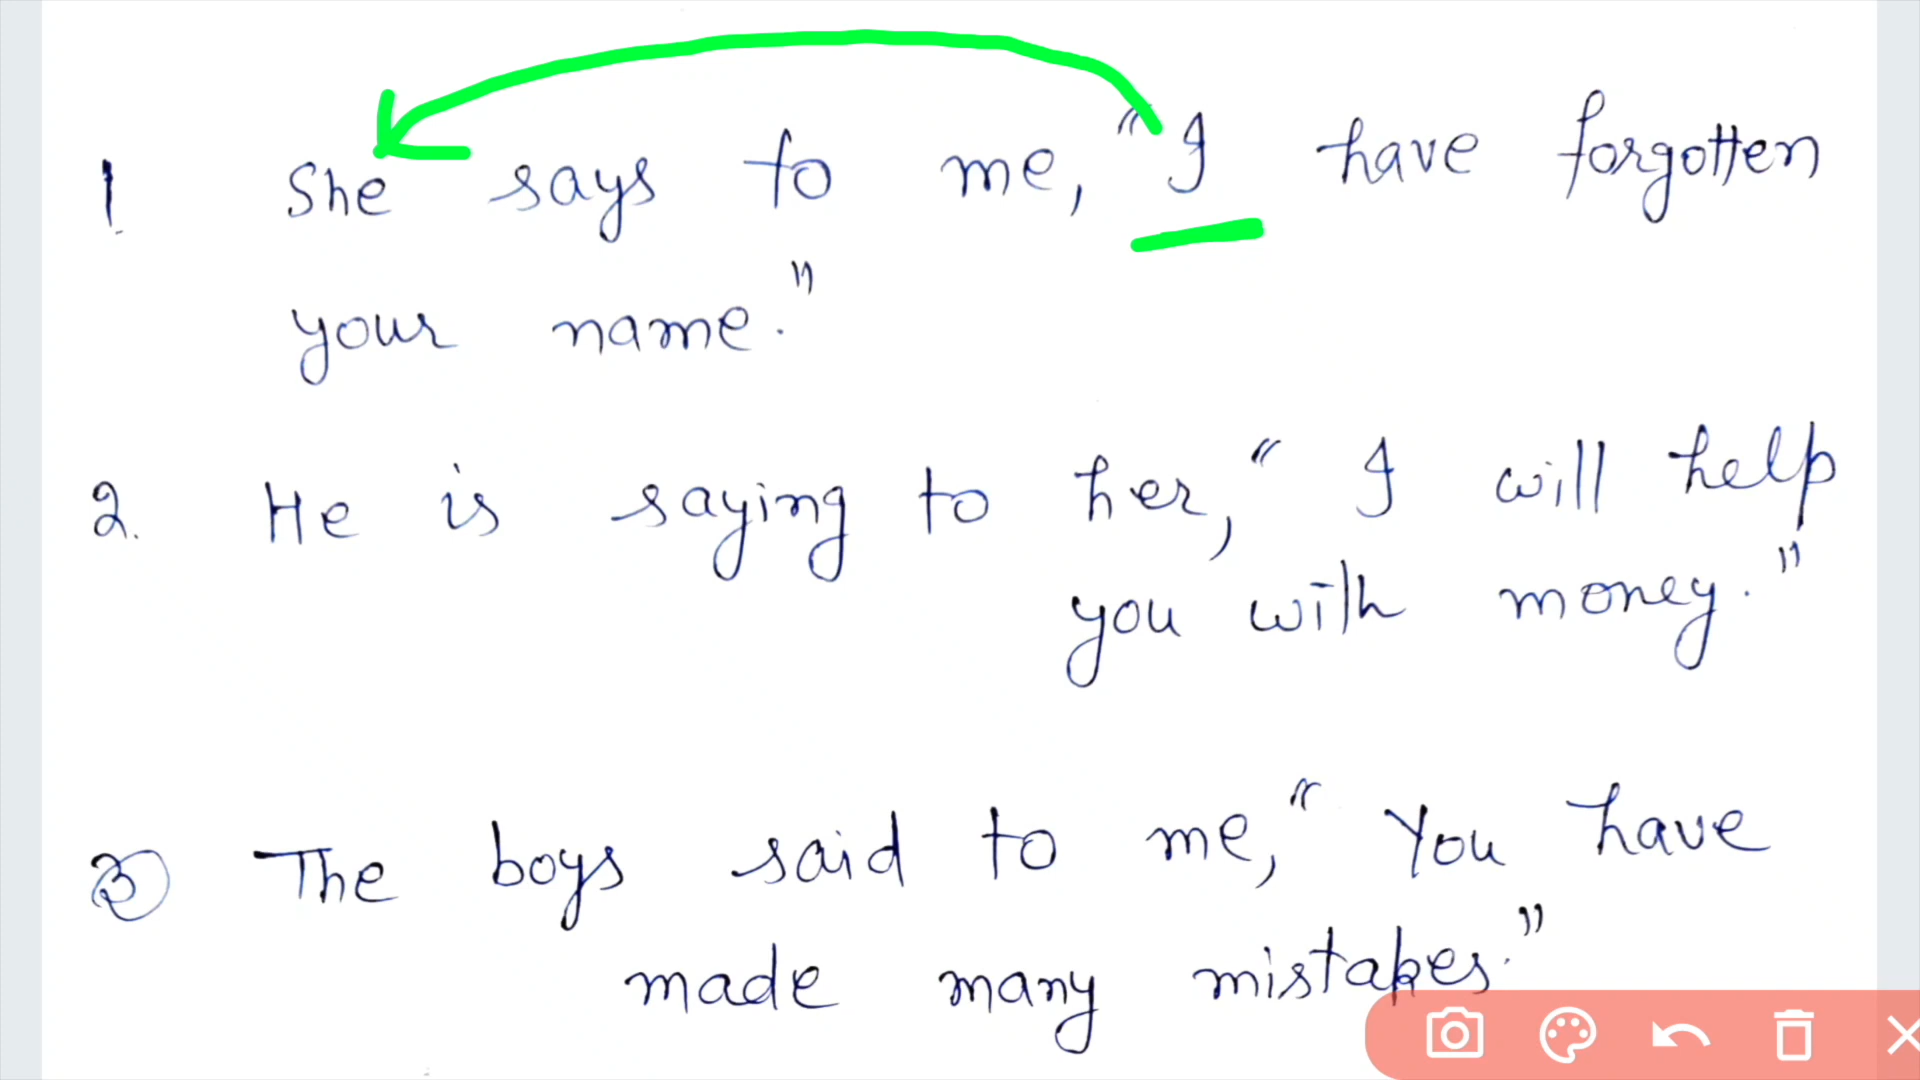 1 She says to me, "I have forgotten
your name."
2. He is saying to her, "I will help
you with money."
3 The boys said to me, "You have
made many mistakes."